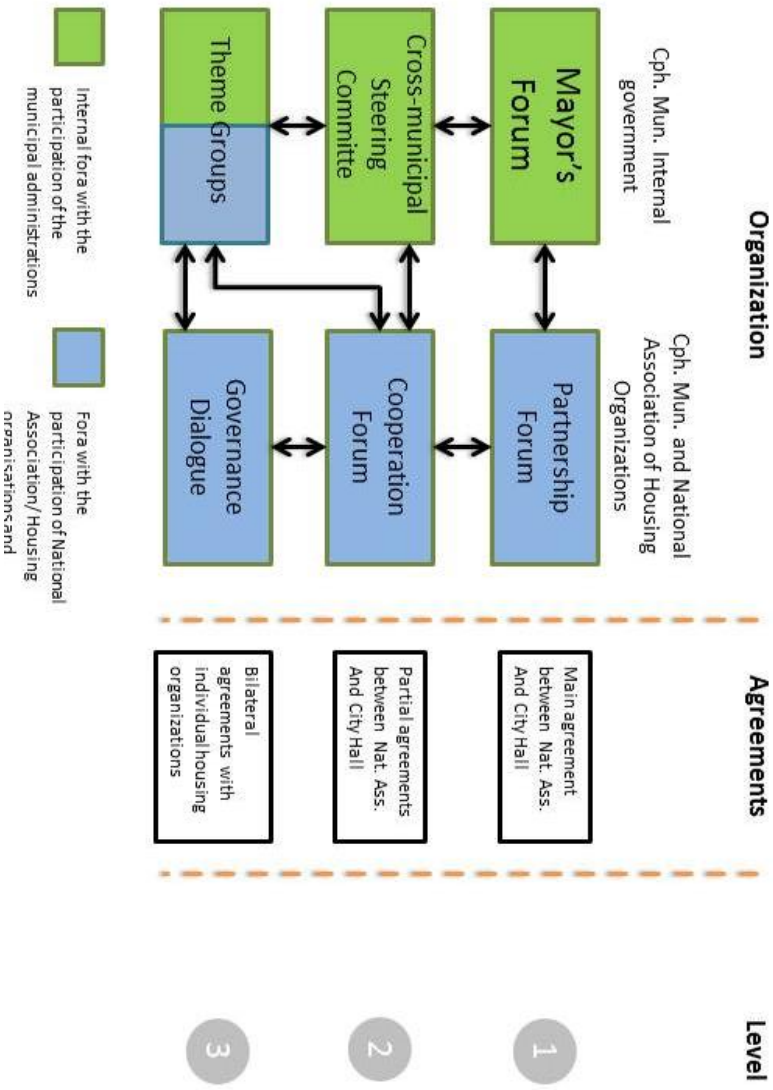 Organization
Agreements
Level
Cph. Mun. Internal
government
Cph. Mun. and National
Association of Housing
Organizations
Mayor's
Forum
Partnership
Forum
Main agreement
between Nat. Ass.
And City Hall
1
Cross-municipal
Steering
Committe
Cooperation
Forum
Partial agreements
between Nat. Ass.
And City Hall
2
Theme Groups
Governance
Dialogue
Bilateral
agreements with
individual housing
organizations
3
Internal fora with the
participation of the
municipal administrations
Fora with the
participation of National
Association/ Housing
organisations and